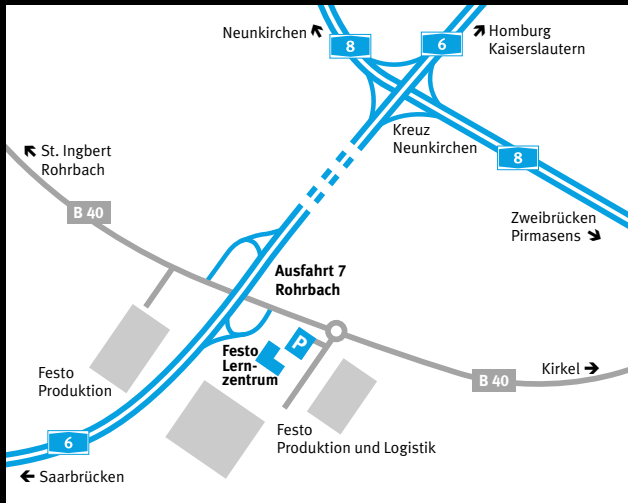 Neunkirchen
8
6
Homburg
Kaiserslautern
Kreuz
Neunkirchen
8
St. Ingbert
Rohrbach
B 40
Zweibrücken
Pirmasens
Ausfahrt 7
Rohrbach
P
Festo
Lern-
zentrum
Festo
Produktion
Kirkel
B 40
Festo
Produktion und Logistik
6
Saarbrücken